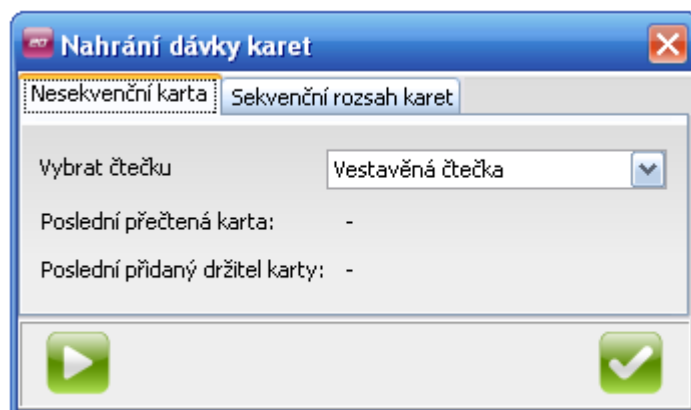 Nahrání dávky karet
Nesekvenční karta Sekvenční rozsah karet
Vybrat čtečku Vestavěná čtečka
Poslední přečtená karta: -
Poslední přidaný držitel karty: -